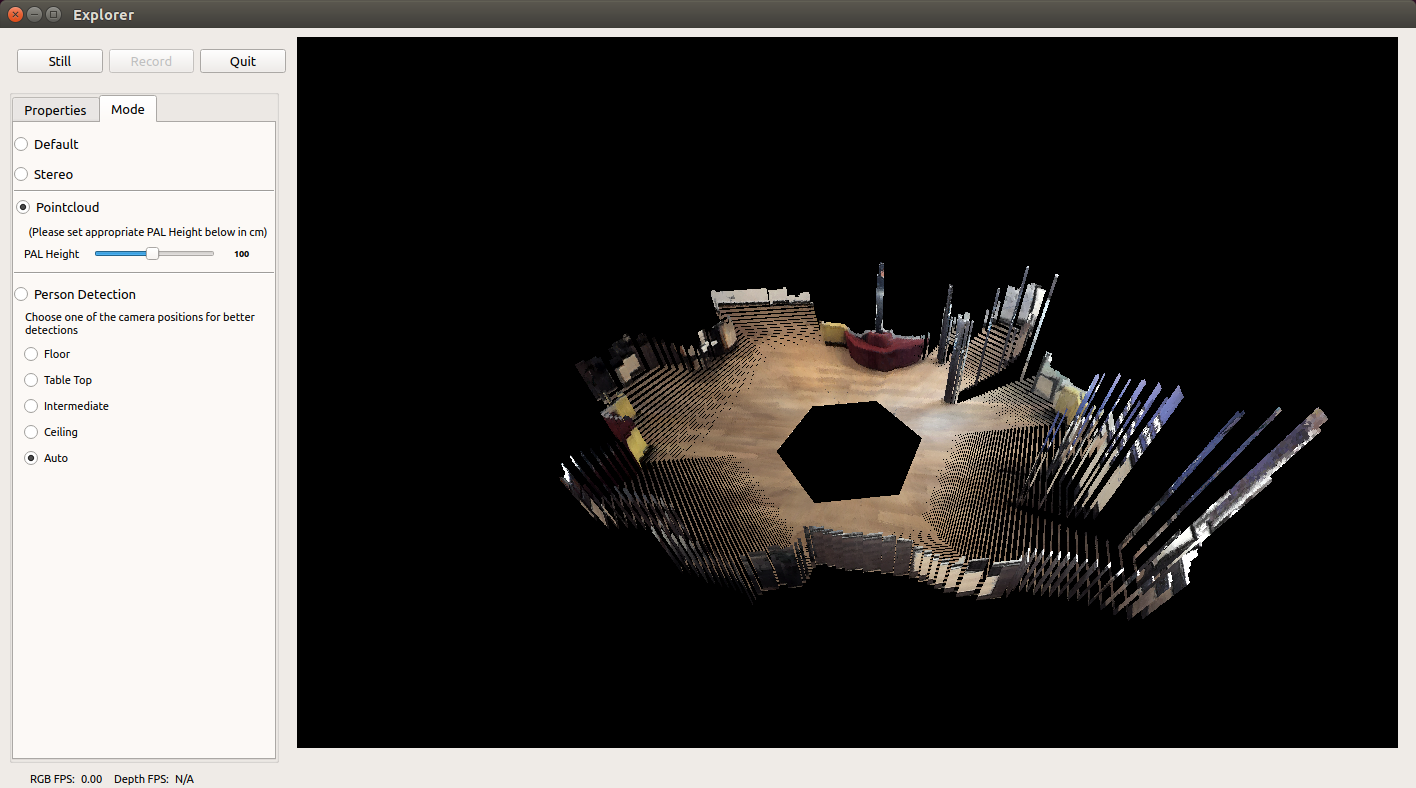 Explorer
Still
Record
Quit
Properties
Mode
Default
Stereo
Pointcloud
(Please set appropriate PAL Height below in cm)
PAL Height
100
Person Detection
Choose one of the camera positions for better
detections
Floor
Table Top
Intermediate
Ceiling
Auto
RGB FPS: 0.00 Depth FPS: N/A